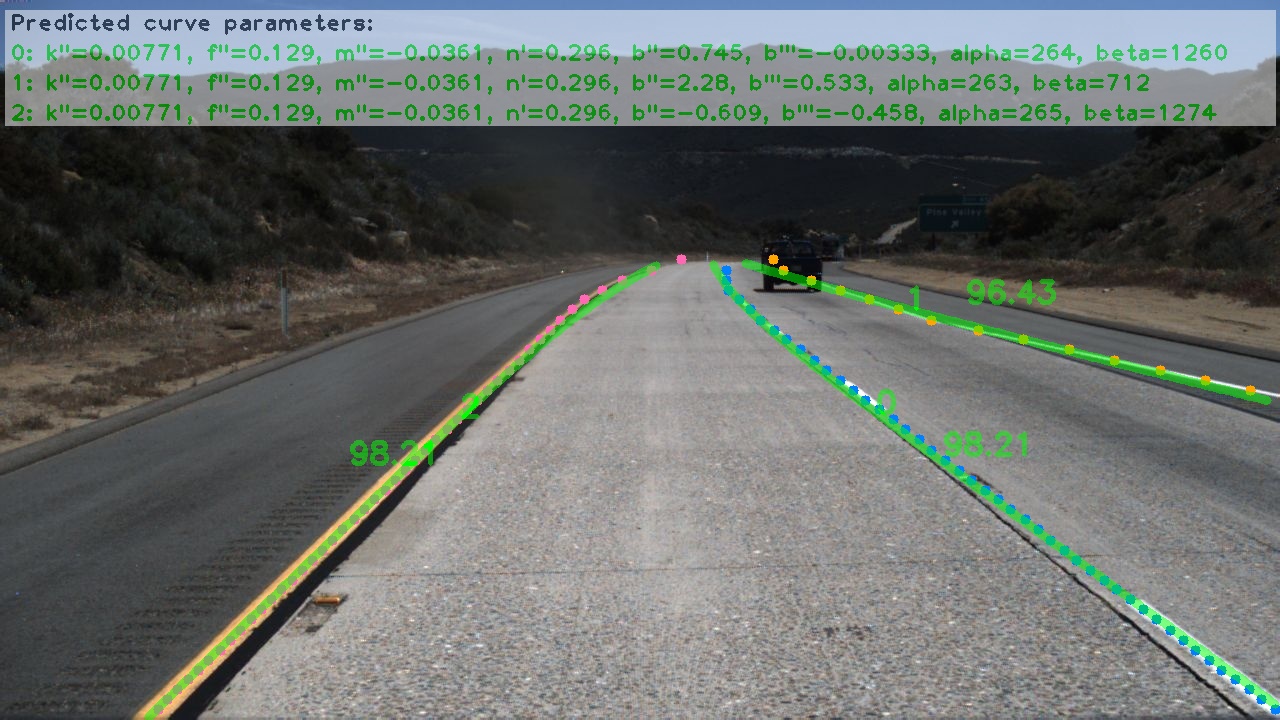 Predicted curve parameters:
0: k''=0.00771, f''=0.129, m''=-0.0361, n'=0.296, b''=0.745, b'''=-0.00333, alpha=264, beta=1260
1: k''=0.00771, f''=0.129, m''=-0.0361, n'=0.296, b''=2.28, b'''=0.533, alpha=263, beta=712
2: k''=0.00771, f''=0.129, m''=-0.0361, n'=0.296, b''=-0.609, b'''=-0.458, alpha=265, beta=1274
Pine Valley
1 96.43
2 0
98.21 98.21